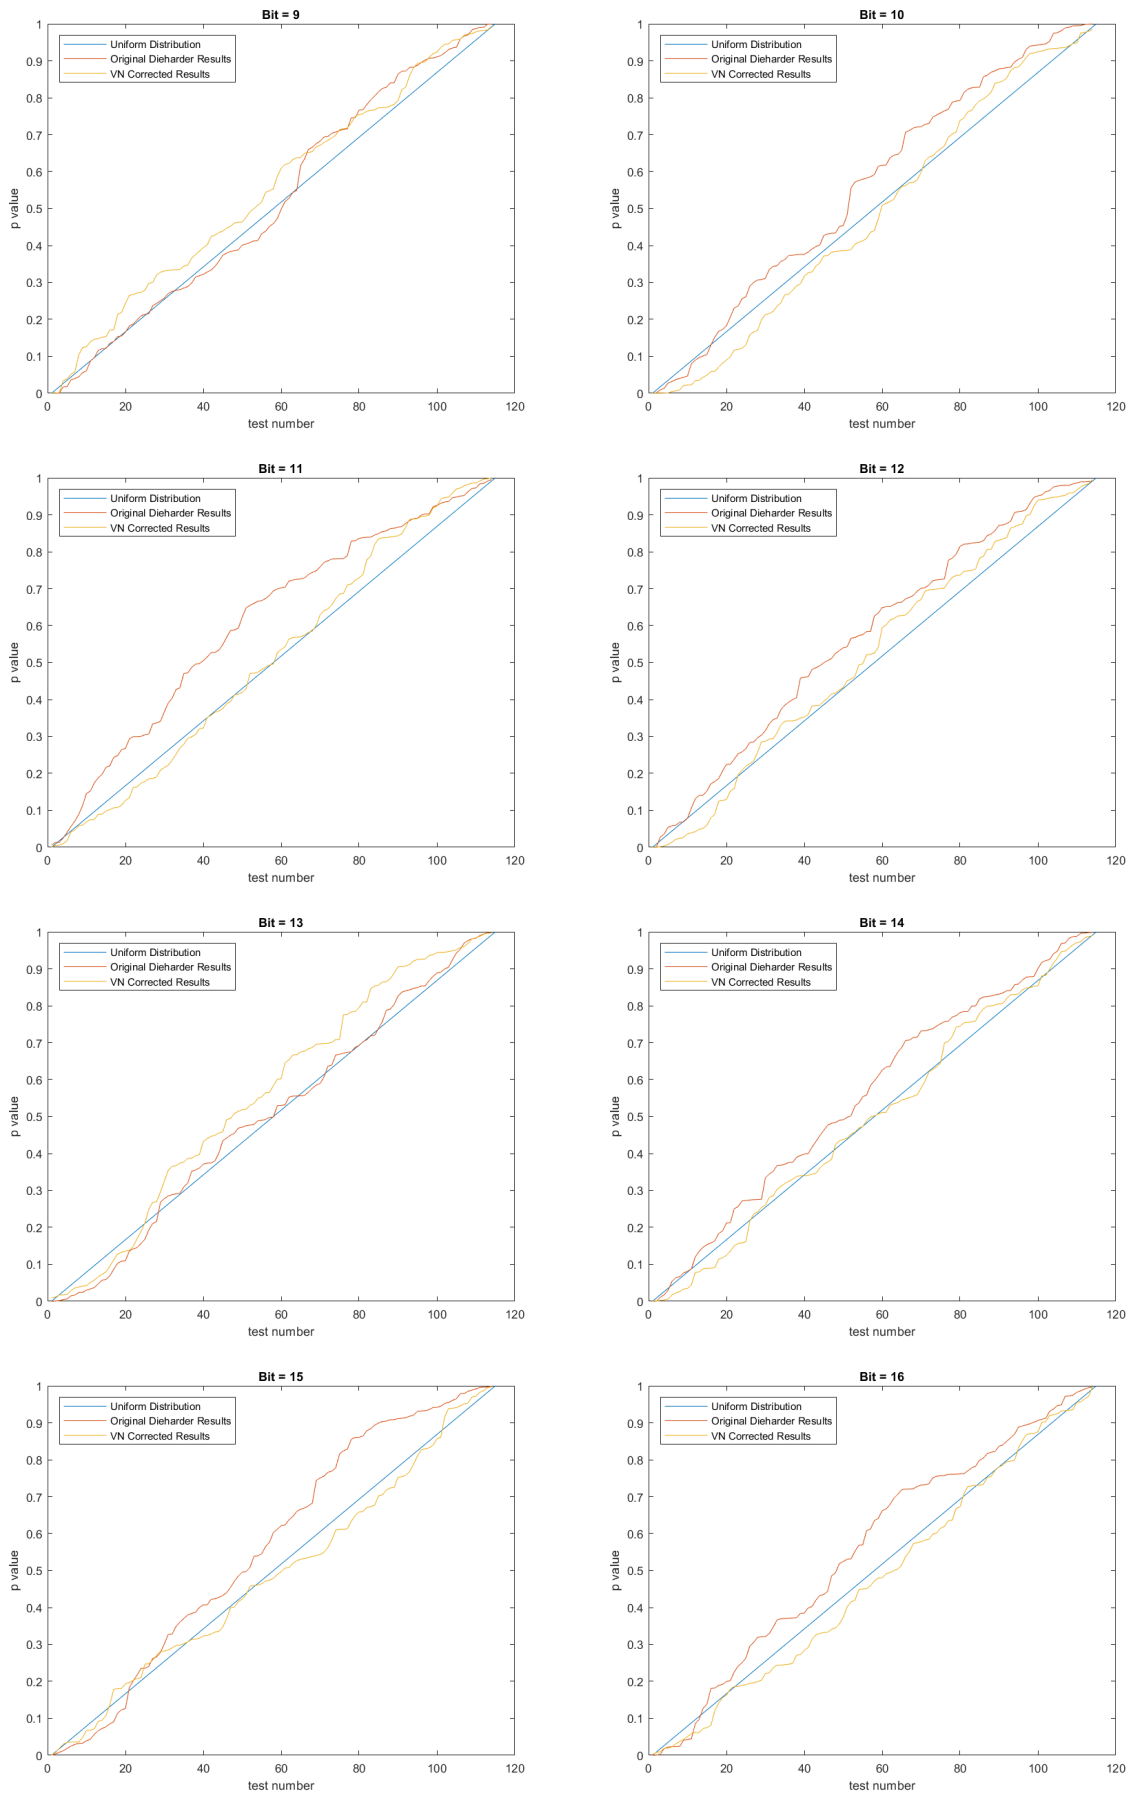 Bit = 9
1
0.9
0.8
0.7
0.6
0.5
0.4
0.3
0.2
0.1
0
p value
Uniform Distribution
Original Dieharder Results
VN Corrected Results
0 20 40 60 80 100 120
test number
Bit = 10
1
0.9
0.8
0.7
0.6
0.5
0.4
0.3
0.2
0.1
0
p value
Uniform Distribution
Original Dieharder Results
VN Corrected Results
0 20 40 60 80 100 120
test number
Bit = 11
1
0.9
0.8
0.7
0.6
0.5
0.4
0.3
0.2
0.1
0
p value
Uniform Distribution
Original Dieharder Results
VN Corrected Results
0 20 40 60 80 100 120
test number
Bit = 12
1
0.9
0.8
0.7
0.6
0.5
0.4
0.3
0.2
0.1
0
p value
Uniform Distribution
Original Dieharder Results
VN Corrected Results
0 20 40 60 80 100 120
test number
Bit = 13
1
0.9
0.8
0.7
0.6
0.5
0.4
0.3
0.2
0.1
0
p value
Uniform Distribution
Original Dieharder Results
VN Corrected Results
0 20 40 60 80 100 120
test number
Bit = 14
1
0.9
0.8
0.7
0.6
0.5
0.4
0.3
0.2
0.1
0
p value
Uniform Distribution
Original Dieharder Results
VN Corrected Results
0 20 40 60 80 100 120
test number
Bit = 15
1
0.9
0.8
0.7
0.6
0.5
0.4
0.3
0.2
0.1
0
p value
Uniform Distribution
Original Dieharder Results
VN Corrected Results
0 20 40 60 80 100 120
test number
Bit = 16
1
0.9
0.8
0.7
0.6
0.5
0.4
0.3
0.2
0.1
0
p value
Uniform Distribution
Original Dieharder Results
VN Corrected Results
0 20 40 60 80 100 120
test number